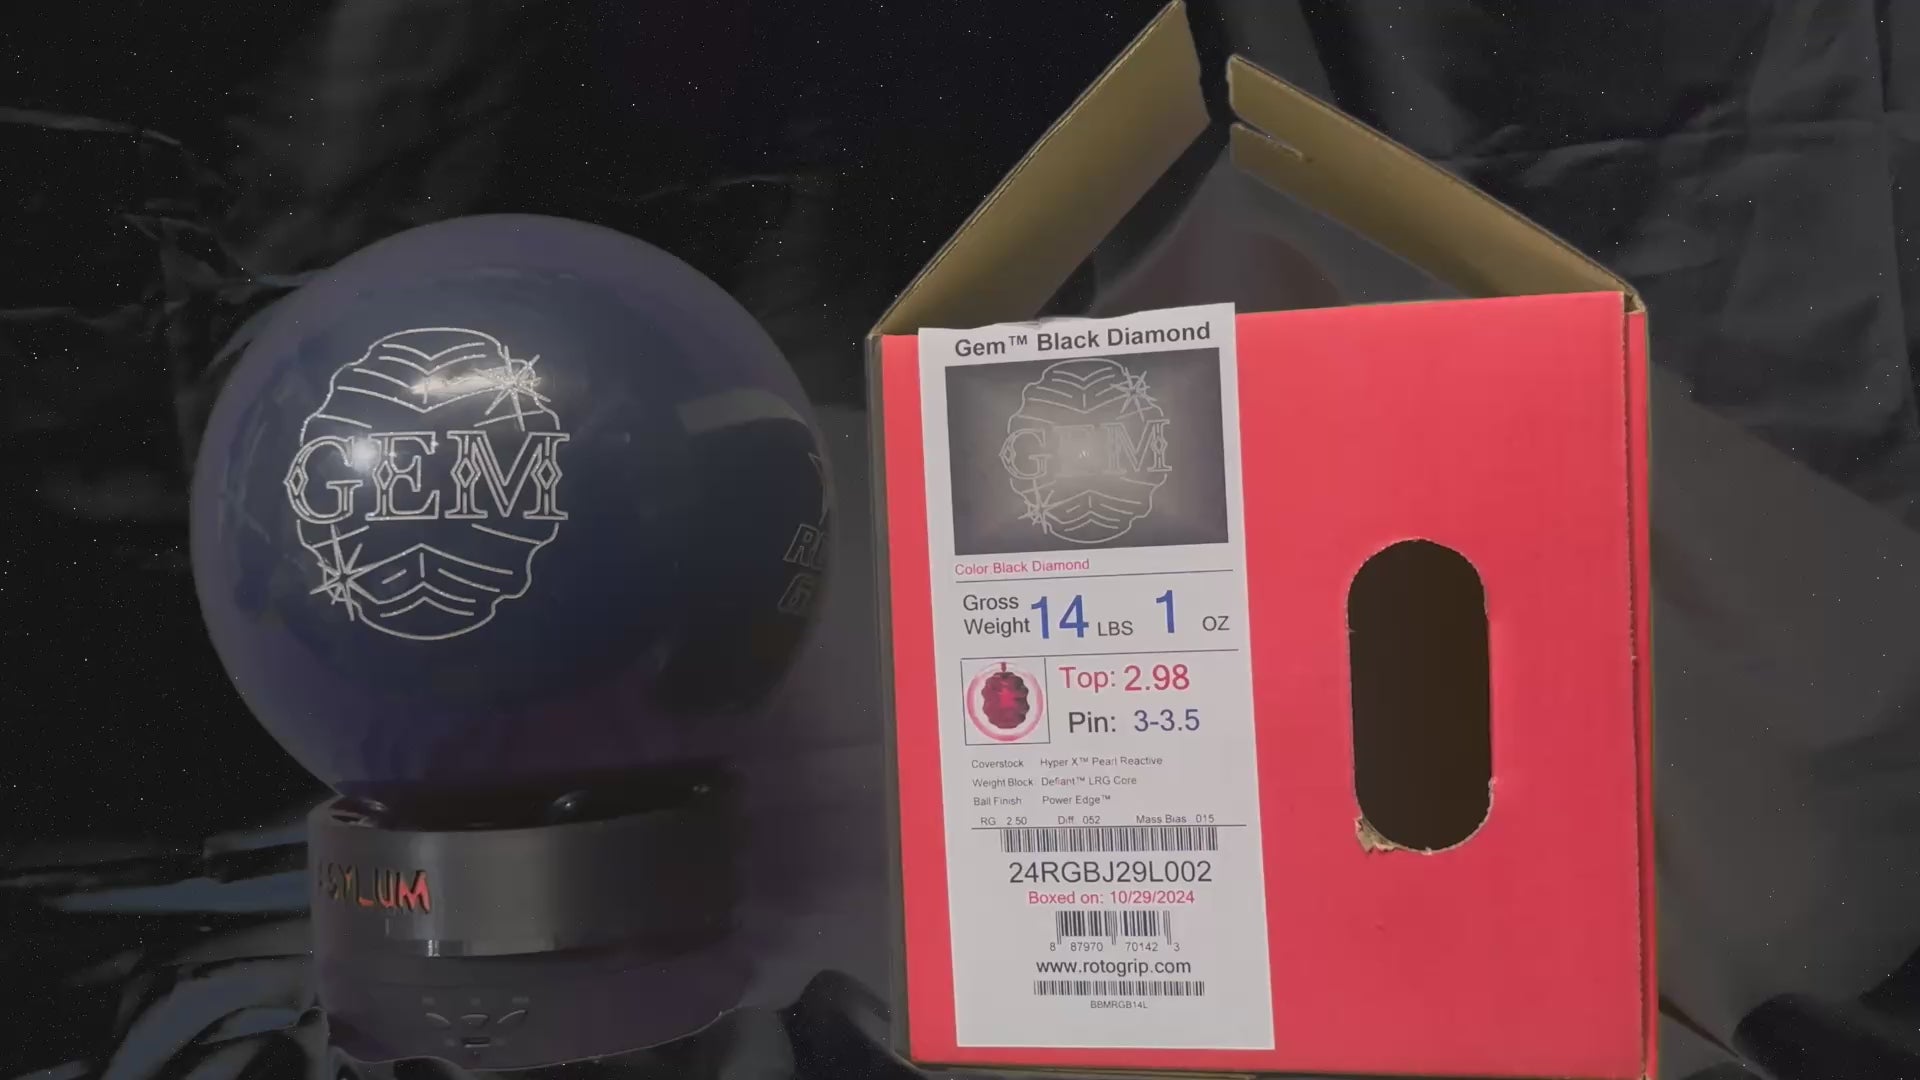 GEM
Gem™ Black Diamond
GEM
Color:Black Diamond
Gross Weight 14 LBS 1 OZ
Top: 2.98
Pin: 3-3.5
Coverstock Hyper X™ Pearl Reactive
Weight Block Defiant™ LRG Core
Ball Finish Power Edge™
RG 2.50 Diff .052 Mass Bias .015
24RGBJ29L002
Boxed on: 10/29/2024
8 87970 70142 3
www.rotogrip.com
BBMRGB14L